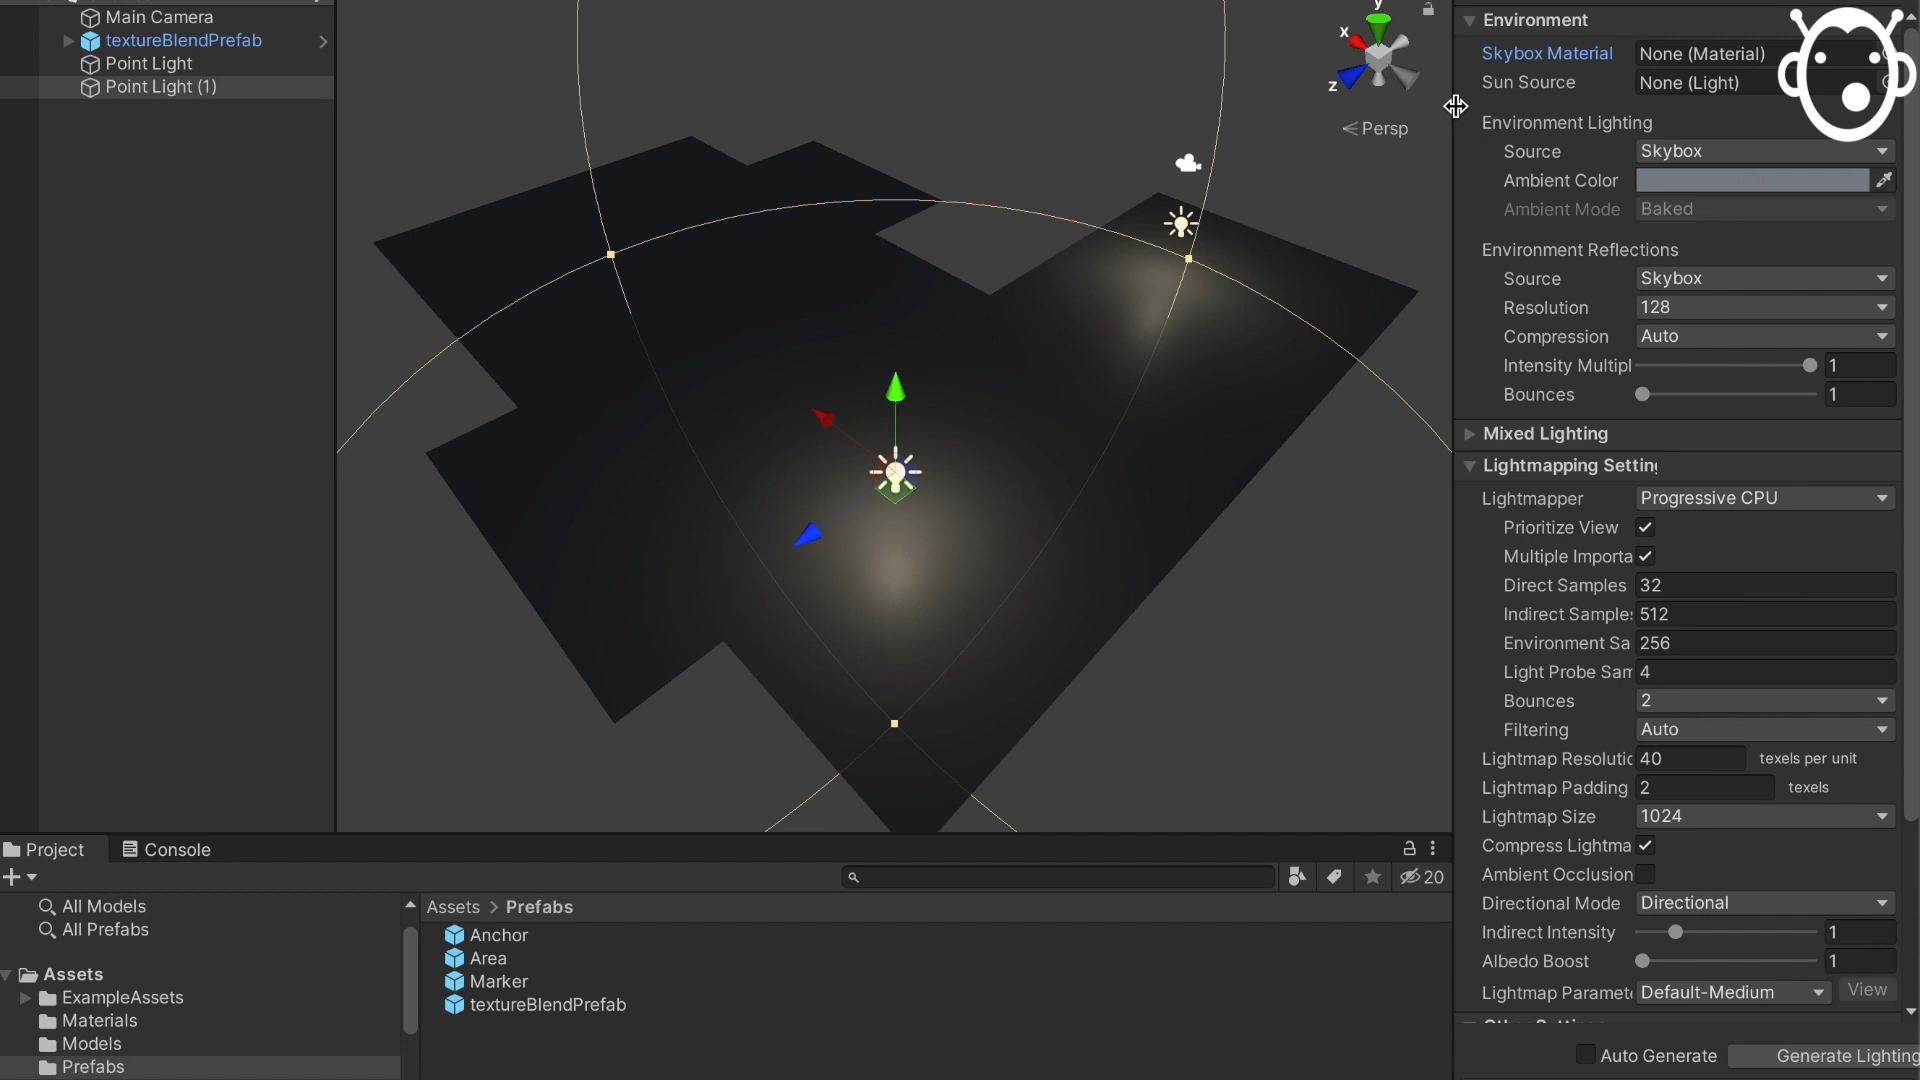 Main Camera
textureBlendPrefab
Point Light
Point Light (1)
y
x
z
Persp
Environment
Skybox Material None (Material)
Sun Source None (Light)
Environment Lighting
Source Skybox
Ambient Color
Ambient Mode Baked
Environment Reflections
Source Skybox
Resolution 128
Compression Auto
Intensity Multipl 1
Bounces 1
Mixed Lighting
Lightmapping Settin
Lightmapper Progressive CPU
Prioritize View
Multiple Importa
Direct Samples 32
Indirect Sample 512
Environment Sa 256
Light Probe Sam 4
Bounces 2
Filtering Auto
Lightmap Resolutio 40 texels per unit
Lightmap Padding 2 texels
Lightmap Size 1024
Compress Lightma
Ambient Occlusion
Directional Mode Directional
Indirect Intensity 1
Albedo Boost 1
Lightmap Paramete Default-Medium View
Auto Generate Generate Lighting
Project Console
20
All Models
All Prefabs
Assets
ExampleAssets
Materials
Models
Prefabs
Assets > Prefabs
Anchor
Area
Marker
textureBlendPrefab